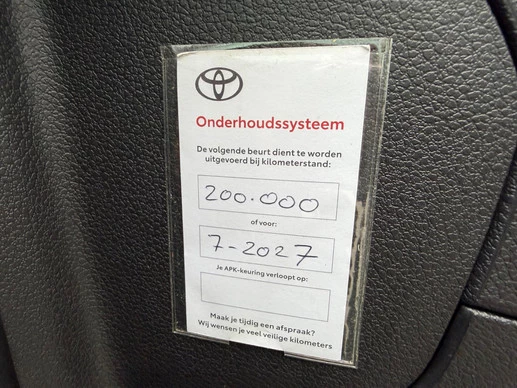 Onderhoudssysteem
De volgende beurt dient te worden
uitgevoerd bij kilometerstand:
200.000
of voor:
7-2027
Je APK-keuring verloopt op:
Maak je tijdig een afspraak?
Wij wensen je veel veilige kilometers